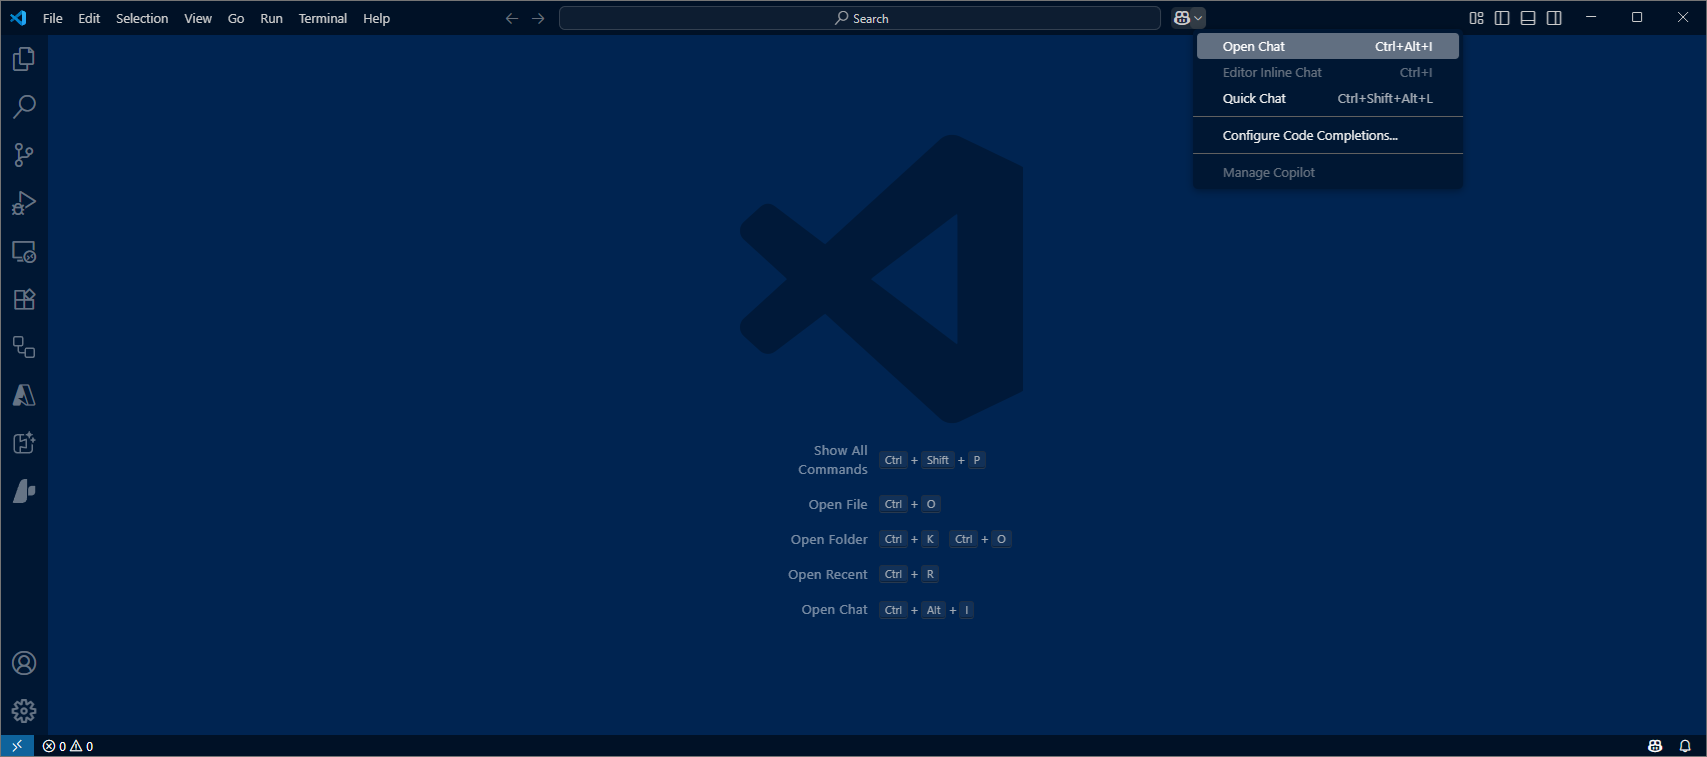 File Edit Selection View Go Run Terminal Help Search
Open Chat Ctrl+Alt+I
Editor Inline Chat Ctrl+I
Quick Chat Ctrl+Shift+Alt+L
Configure Code Completions...
Manage Copilot
Show All
Commands
Ctrl + Shift + P
Open File Ctrl + O
Open Folder Ctrl + K Ctrl + O
Open Recent Ctrl + R
Open Chat Ctrl + Alt + I
0 0